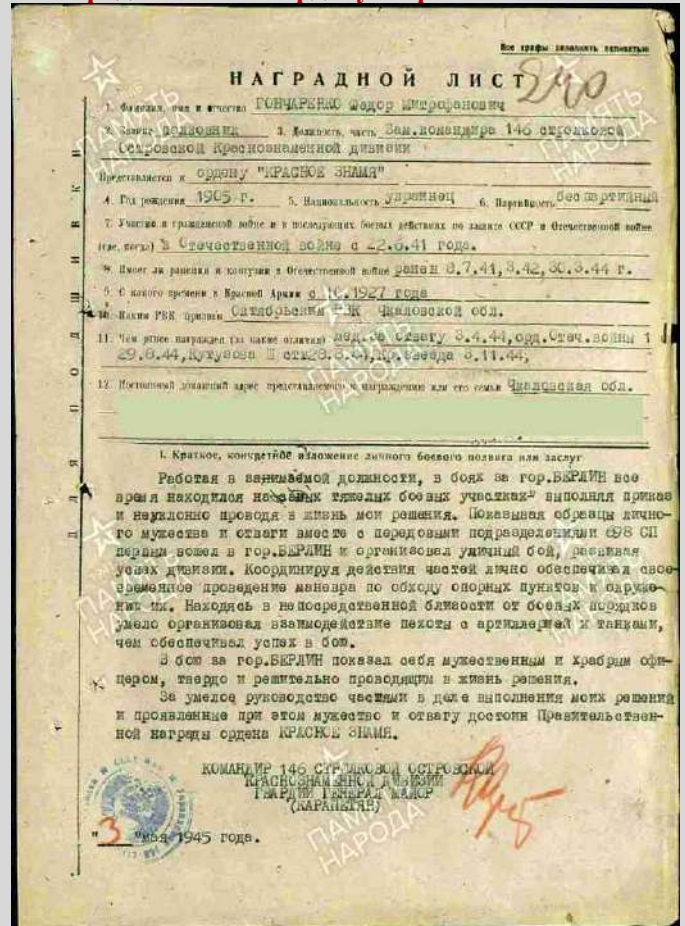 Все графы заполнять полностью
НАГРАДНОЙ ЛИСТ
240
1. Фамилия, имя и отчество ГОНЧАРЕНКО Федор Митрофанович
2. Звание полковник 3. Должность, часть Зам.командира 146 стрелковой
Островской Краснознаменной дивизии
Представляется к ордену "КРАСНОЕ ЗНАМЯ"
4. Год рождения 1905 г. 5. Национальность украинец 6. Партийность беспартийный
7. Участие в гражданской войне и в последующих боевых действиях по защите СССР и Отечественной войне
(где, когда) в Отечественной войне с 22.6.41 года.
8. Имеет ли ранения и контузии в Отечественной войне ранен 8.7.41, 3.42, 30.3.44 г.
9. С какого времени в Красной Армии с 10.1927 года
10. Каким РВК призван Октябрьским РВК Чкаловской обл.
11. Чем ранее награжден (за какие отличия) мед.за отвагу 3.4.44, орд.Отеч.войны 1
29.8.44, Кутузова Ш ст. Кр.звезда 3.11.44,
12. Постоянный домашний адрес представляемого к награждению или его семьи Чкаловская обл.
1. Краткое, конкретное изложение личного боевого подвига или заслуг
Работая в занимаемой должности, в боях за гор.БЕРЛИН все
время находился на самых тяжелых боевых участках выполняя приказ
и неуклонно проводя в жизнь мои решения. Показывая образцы лично-
го мужества и отваги вместе с передовыми подразделениями 698 СП
первым вошел в гор.БЕРЛИН и организовал уличный бой, развивая
успех дивизии. Координируя действия частей лично обеспечивал свое-
временное проведение маневра по обходу опорных пунктов и окруже-
нию их. Находясь в непосредственной близости от боевых порядков
умело организовал взаимодействие пехоты с артиллерией и танками,
чем обеспечивал успех в бою.
В бою за гор.БЕРЛИН показал себя мужественным и храбрым офи-
цером, твердо и решительно проводящим в жизнь решения.
За умелое руководство частями в деле выполнения моих решений
и проявленные при этом мужество и отвагу достоин Правительствен-
ной награды ордена КРАСНОЕ ЗНАМЯ.
КОМАНДИР 146 СТРЕЛКОВОЙ ОСТРОВСКОЙ
КРАСНОЗНАМЕННОЙ ДИВИЗИИ
ГВАРДИИ ГЕНЕРАЛ МАЙОР
(КАРАПЕТЯН)
"3" мая 1945 года.
ПАМЯТЬ НАРОДА